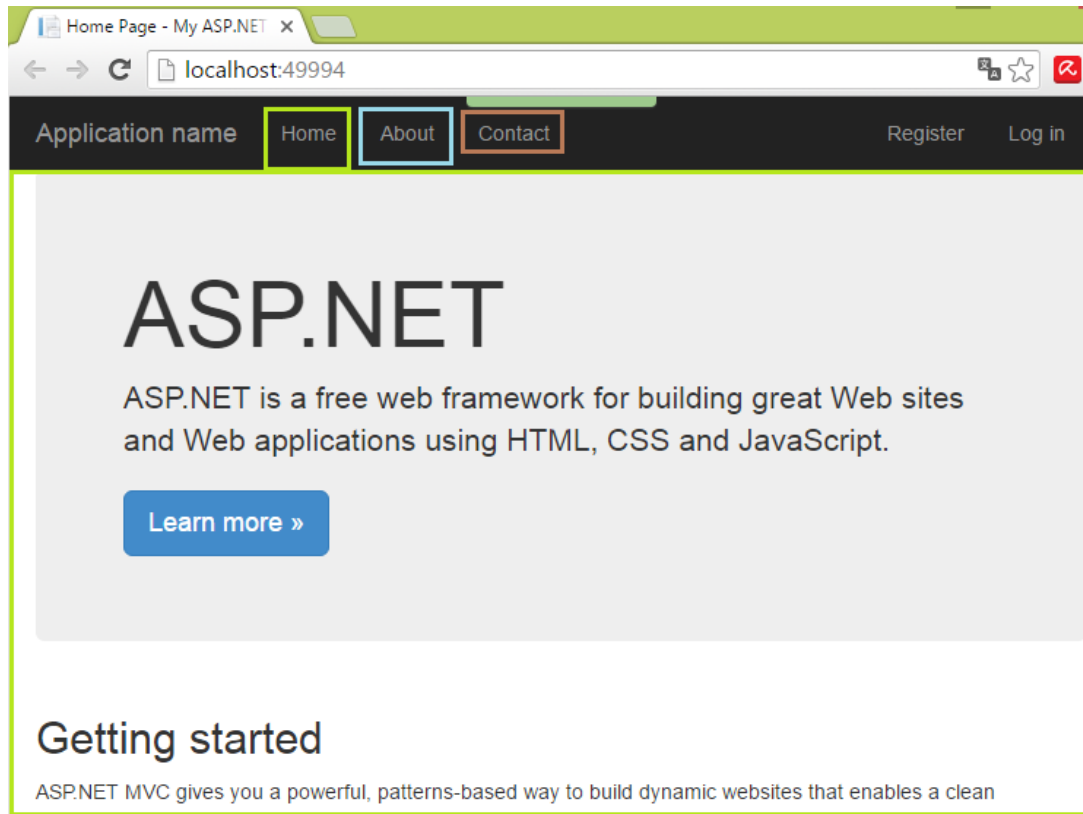 Home Page - My ASP.NET
localhost:49994
Application name Home About Contact Register Log in
ASP.NET
ASP.NET is a free web framework for building great Web sites
and Web applications using HTML, CSS and JavaScript.
Learn more »
Getting started
ASP.NET MVC gives you a powerful, patterns-based way to build dynamic websites that enables a clean